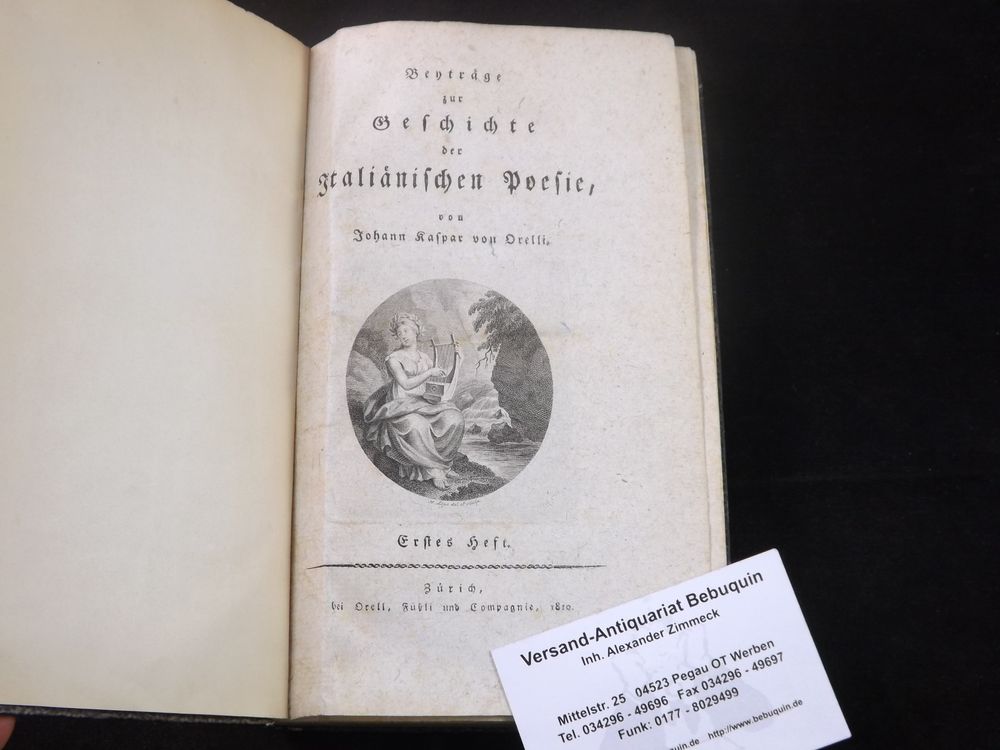 Beyträge
zur
Geschichte
der
Italiänischen Poesie,
von
Johann Kaspar von Orelli.
Erstes Heft.
Zürich,
bei Orell, Füßli und Compagnie, 1810.
Versand-Antiquariat Bebuquin
Inh. Alexander Zimmeck
Mittelstr. 25 04523 Pegau OT Werben
Tel. 034296 - 49696 Fax 034296 - 49697
Funk: 0177 - 8029499
quin.de http://www.bebuquin.de